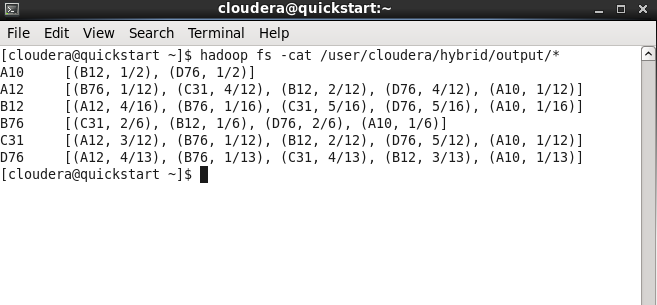 cloudera@quickstart:~
File Edit View Search Terminal Help
[cloudera@quickstart ~]$ hadoop fs -cat /user/cloudera/hybrid/output/*
A10 [(B12, 1/2), (D76, 1/2)]
A12 [(B76, 1/12), (C31, 4/12), (B12, 2/12), (D76, 4/12), (A10, 1/12)]
B12 [(A12, 4/16), (B76, 1/16), (C31, 5/16), (D76, 5/16), (A10, 1/16)]
B76 [(C31, 2/6), (B12, 1/6), (D76, 2/6), (A10, 1/6)]
C31 [(A12, 3/12), (B76, 1/12), (B12, 2/12), (D76, 5/12), (A10, 1/12)]
D76 [(A12, 4/13), (B76, 1/13), (C31, 4/13), (B12, 3/13), (A10, 1/13)]
[cloudera@quickstart ~]$